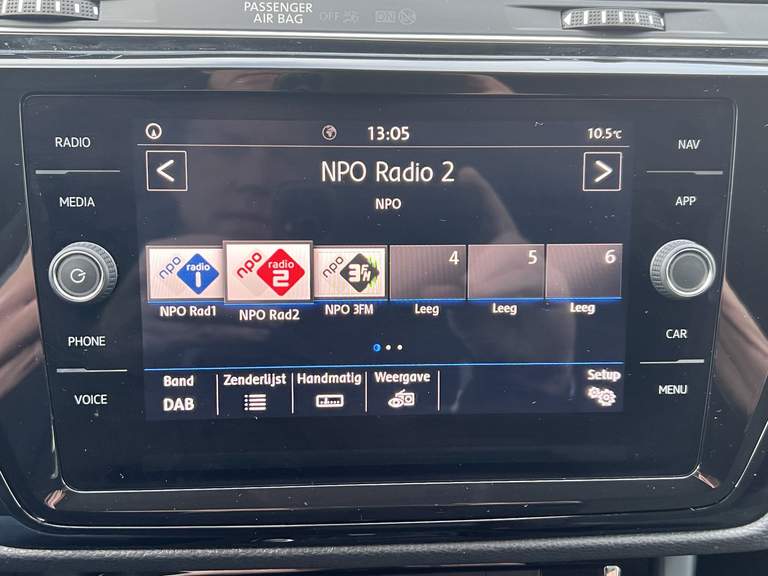 PASSENGER
AIR BAG
OFF
ON
RADIO
MEDIA
PHONE
VOICE
NAV
APP
CAR
MENU
13:05
10.5°C
<
NPO Radio 2
>
NPO
npo radio 1
npo radio 2
npo 3FM
4
5
6
NPO Rad1
NPO Rad2
NPO 3FM
Leeg
Leeg
Leeg
Band
DAB
Zenderlijst
Handmatig
Weergave
Setup